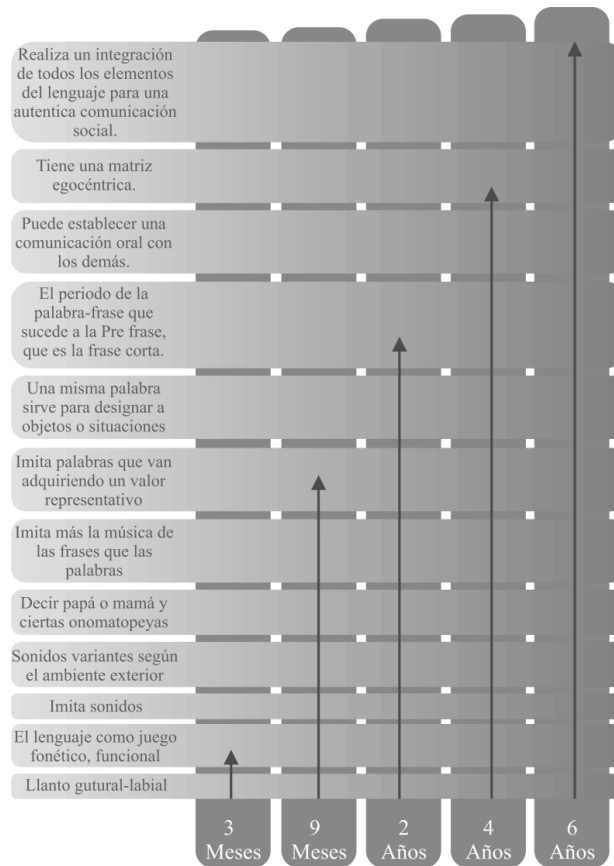 Realiza un integración
de todos los elementos
del lenguaje para una
autentica comunicación
social.
Tiene una matriz
egocéntrica.
Puede establecer una
comunicación oral con
los demás.
El periodo de la
palabra-frase que
sucede a la Pre frase,
que es la frase corta.
Una misma palabra
sirve para designar a
objetos o situaciones
Imita palabras que van
adquiriendo un valor
representativo
Imita más la música de
las frases que las
palabras
Decir papá o mamá y
ciertas onomatopeyas
Sonidos variantes según
el ambiente exterior
Imita sonidos
El lenguaje como juego
fonético, funcional
Llanto gutural-labial
3
Meses
9
Meses
2
Años
4
Años
6
Años